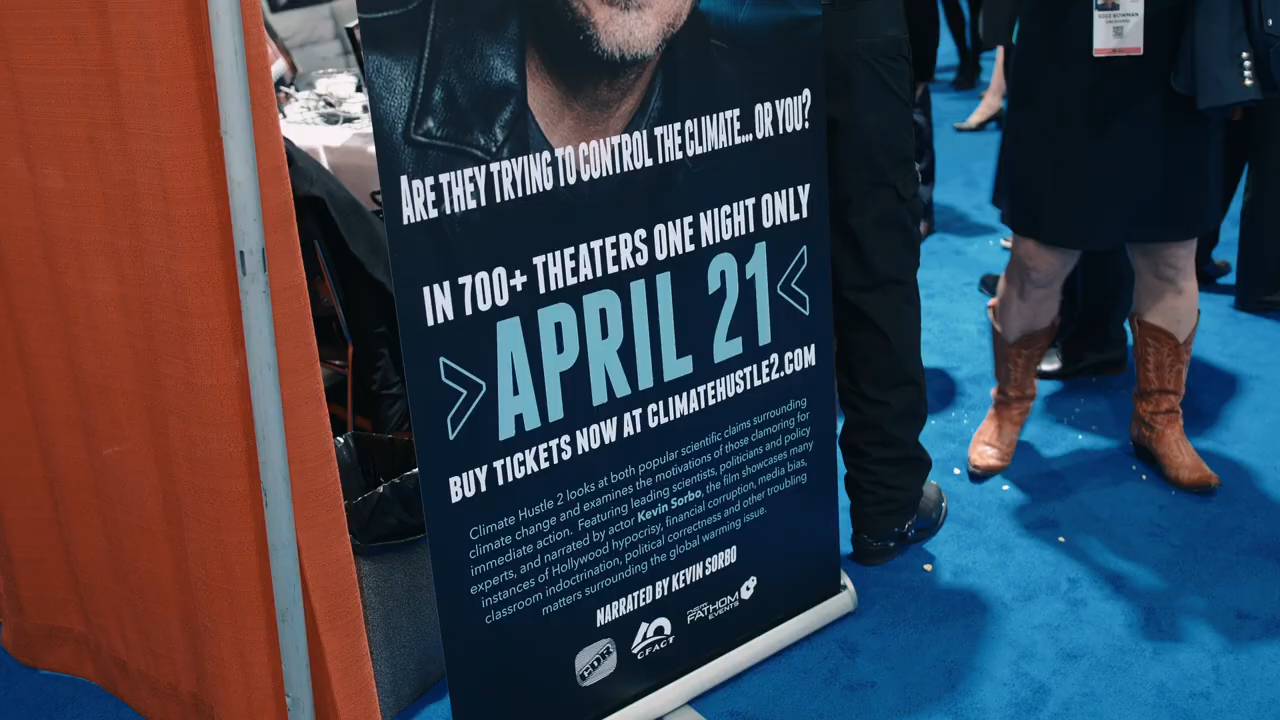 ARE THEY TRYING TO CONTROL THE CLIMATE... OR YOU?
IN 700+ THEATERS ONE NIGHT ONLY
APRIL 21
BUY TICKETS NOW AT CLIMATEHUSTLE2.COM
Climate Hustle 2 looks at both popular scientific claims surrounding
climate change and examines the motivations of those clamoring for
immediate action. Featuring leading scientists, politicians and policy
experts, and narrated by actor Kevin Sorbo, the film showcases many
instances of Hollywood hypocrisy, financial corruption, media bias,
classroom indoctrination, political correctness and other troubling
matters surrounding the global warming issue.
NARRATED BY KEVIN SORBO
CDR
CFACT
FATHOM
EVENTS
BOWMAN